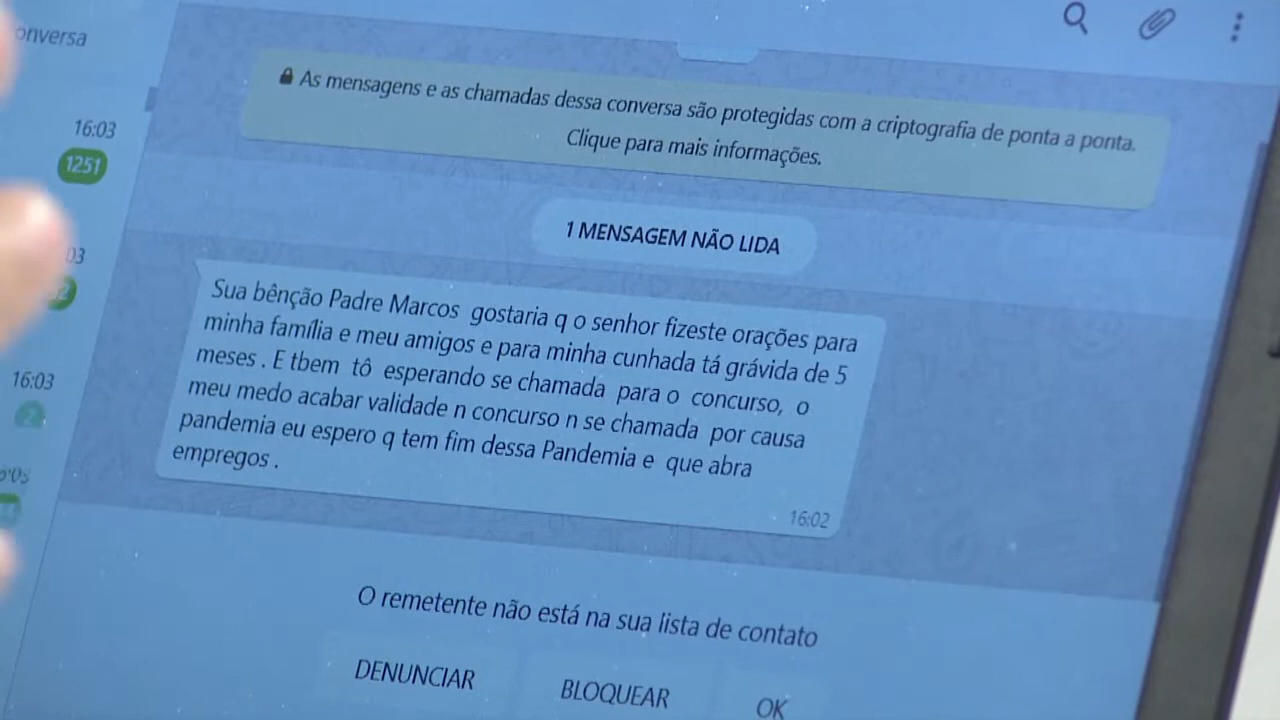 onversa
16:03
1251
03
16:03
2
As mensagens e as chamadas dessa conversa são protegidas com a criptografia de ponta a ponta.
Clique para mais informações.
1 MENSAGEM NÃO LIDA
Sua bênção Padre Marcos gostaria q o senhor fizeste orações para
minha família e meu amigos e para minha cunhada tá grávida de 5
meses . E tbem tô esperando se chamada para o concurso, o
meu medo acabar validade n concurso n se chamada por causa
pandemia eu espero q tem fim dessa Pandemia e que abra
empregos .
16:02
O remetente não está na sua lista de contato
DENUNCIAR BLOQUEAR OK